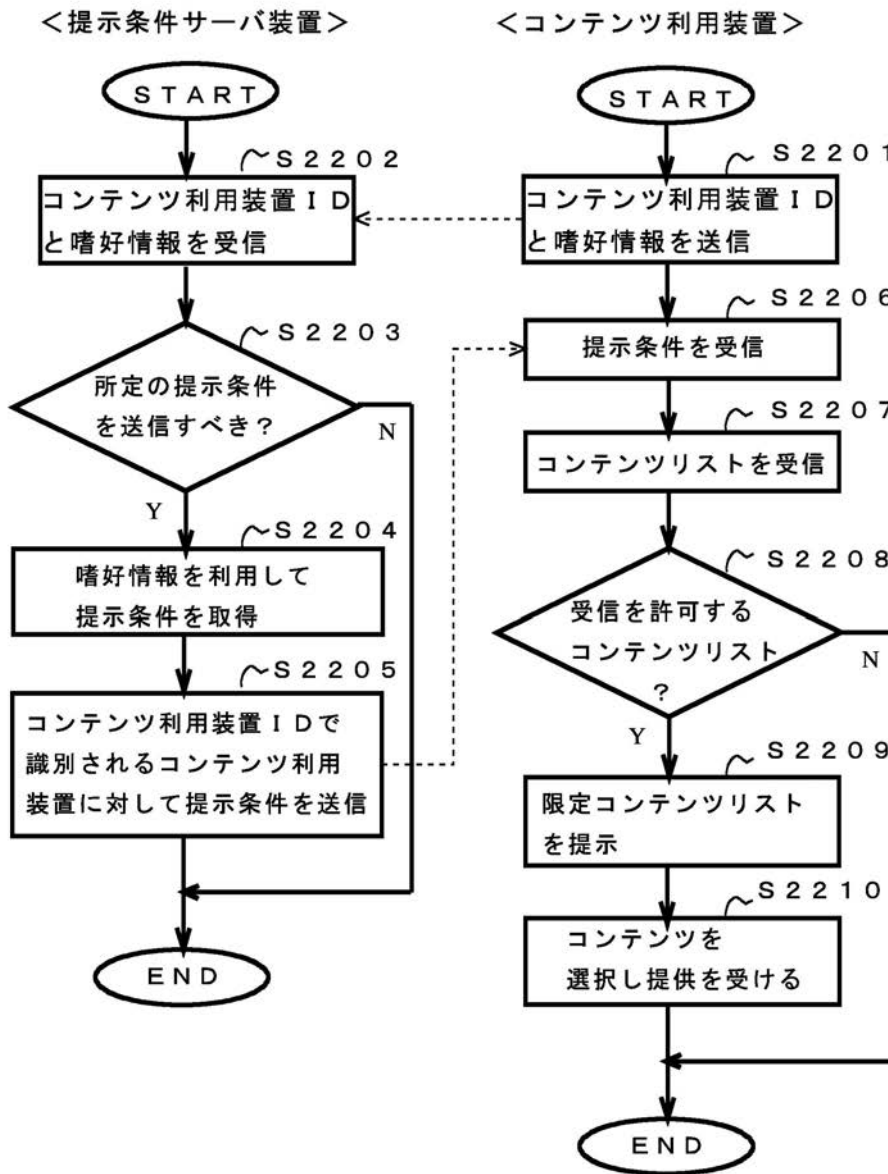 ＜提示条件サーバ装置＞
ＳＴＡＲＴ
Ｓ２２０２
コンテンツ利用装置ＩＤ
と嗜好情報を受信
Ｓ２２０３
所定の提示条件
を送信すべき？
N
Y
Ｓ２２０４
嗜好情報を利用して
提示条件を取得
Ｓ２２０５
コンテンツ利用装置ＩＤで
識別されるコンテンツ利用
装置に対して提示条件を送信
ＥＮＤ
＜コンテンツ利用装置＞
ＳＴＡＲＴ
Ｓ２２０１
コンテンツ利用装置ＩＤ
と嗜好情報を送信
Ｓ２２０６
提示条件を受信
Ｓ２２０７
コンテンツリストを受信
Ｓ２２０８
受信を許可する
コンテンツリスト
？
N
Y
Ｓ２２０９
限定コンテンツリスト
を提示
Ｓ２２１０
コンテンツを
選択し提供を受ける
ＥＮＤ